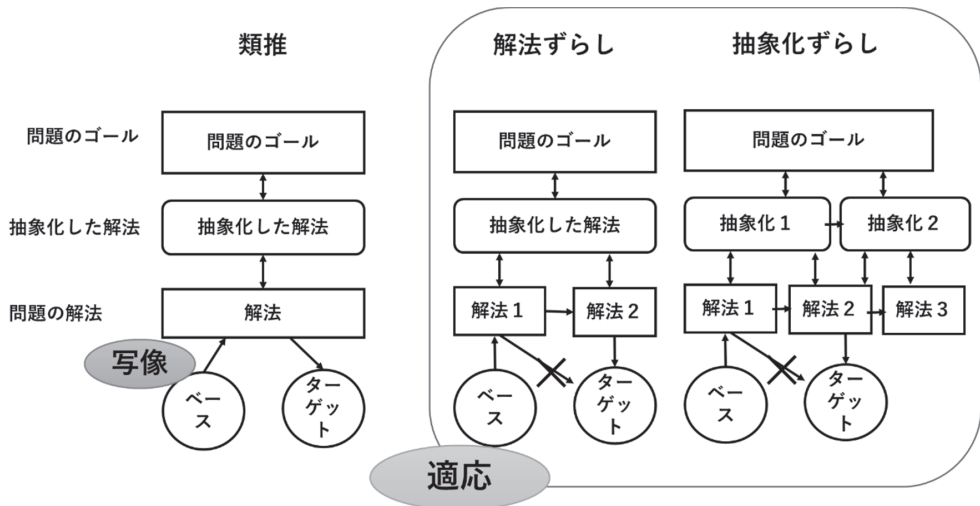 類推
解法ずらし
抽象化ずらし
問題のゴール
問題のゴール
問題のゴール
問題のゴール
抽象化した解法
抽象化した解法
抽象化した解法
抽象化1
抽象化2
問題の解法
解法
解法1
解法2
解法1
解法2
解法3
写像
ベー
ス
ター
ゲッ
ト
ベー
ス
ター
ゲッ
ト
ベー
ス
ター
ゲッ
ト
適応